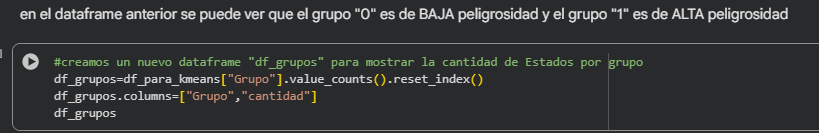 en el dataframe anterior se puede ver que el grupo "0" es de BAJA peligrosidad y el grupo "1" es de ALTA peligrosidad
#creamos un nuevo dataframe "df_grupos" para mostrar la cantidad de Estados por grupo
df_grupos=df_para_kmeans["Grupo"].value_counts().reset_index()
df_grupos.columns=["Grupo","cantidad"]
df_grupos